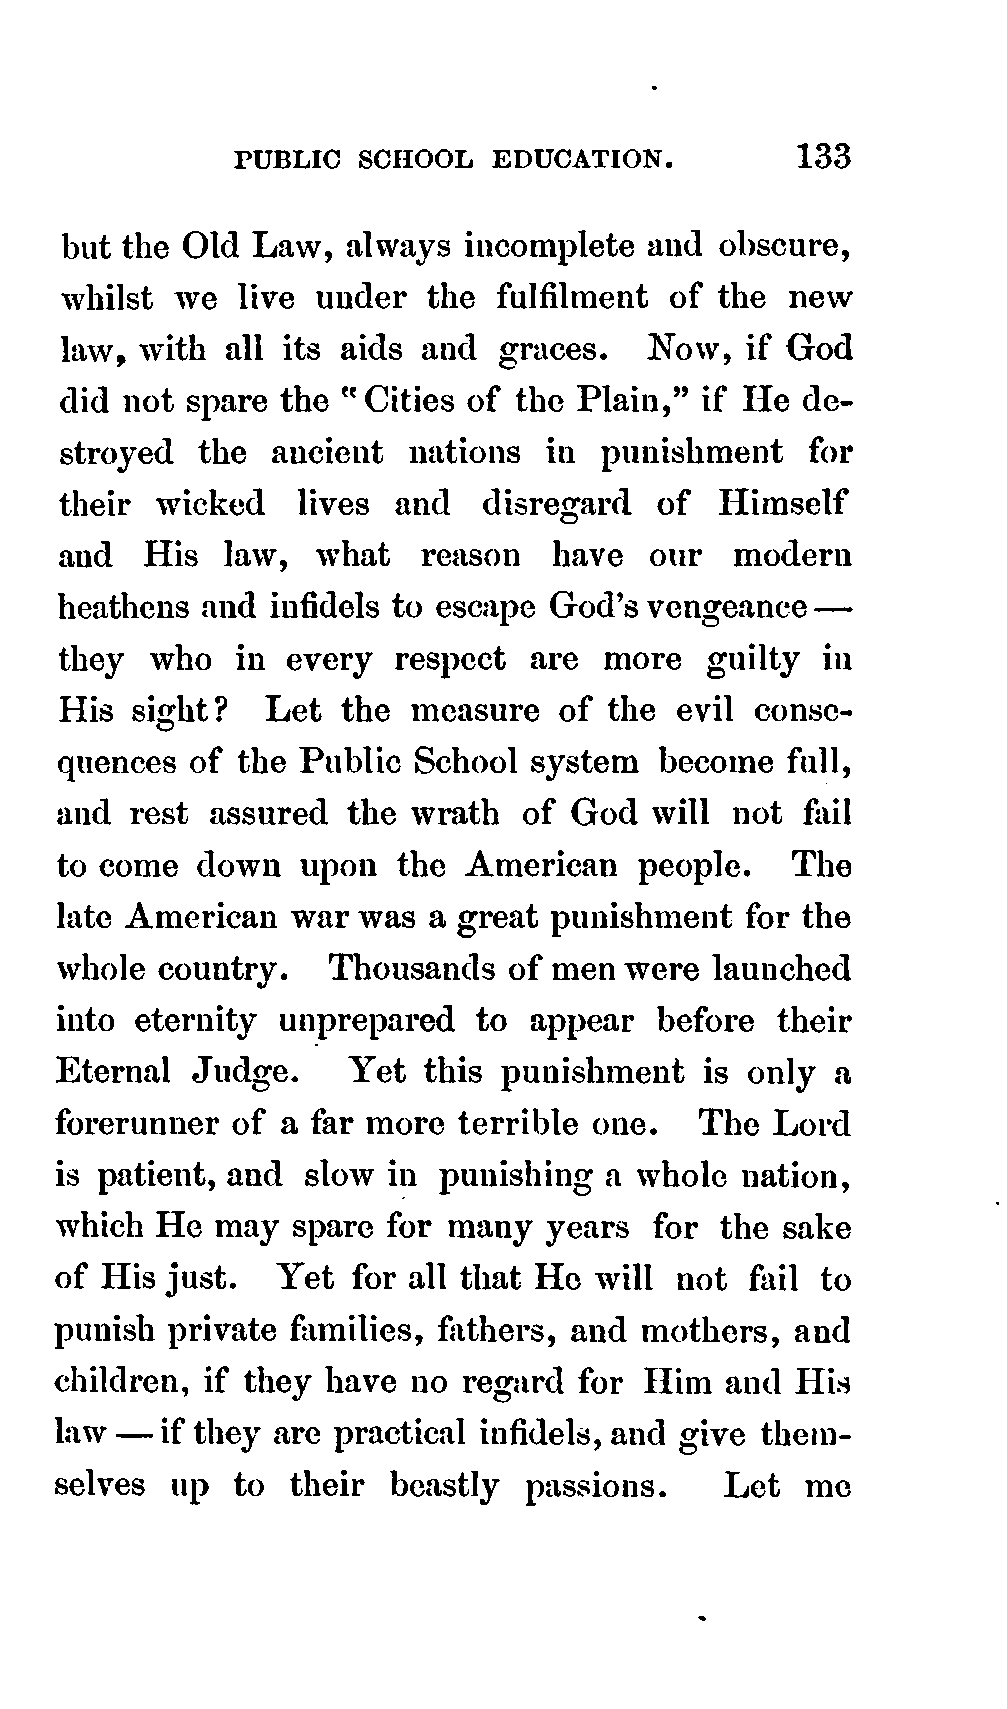 PUBLIC SCHOOL EDUCATION. 133
but the Old Law, always incomplete and obscure,
whilst we live under the fulfilment of the new
law, with all its aids and graces. Now, if God
did not spare the "Cities of the Plain," if He de-
stroyed the ancient nations in punishment for
their wicked lives and disregard of Himself
and His law, what reason have our modern
heathens and infidels to escape God's vengeance —
they who in every respect are more guilty in
His sight? Let the measure of the evil conse-
quences of the Public School system become full,
and rest assured the wrath of God will not fail
to come down upon the American people. The
late American war was a great punishment for the
whole country. Thousands of men were launched
into eternity unprepared to appear before their
Eternal Judge. Yet this punishment is only a
forerunner of a far more terrible one. The Lord
is patient, and slow in punishing a whole nation,
which He may spare for many years for the sake
of His just. Yet for all that He will not fail to
punish private families, fathers, and mothers, and
children, if they have no regard for Him and His
law — if they are practical infidels, and give them-
selves up to their beastly passions. Let me